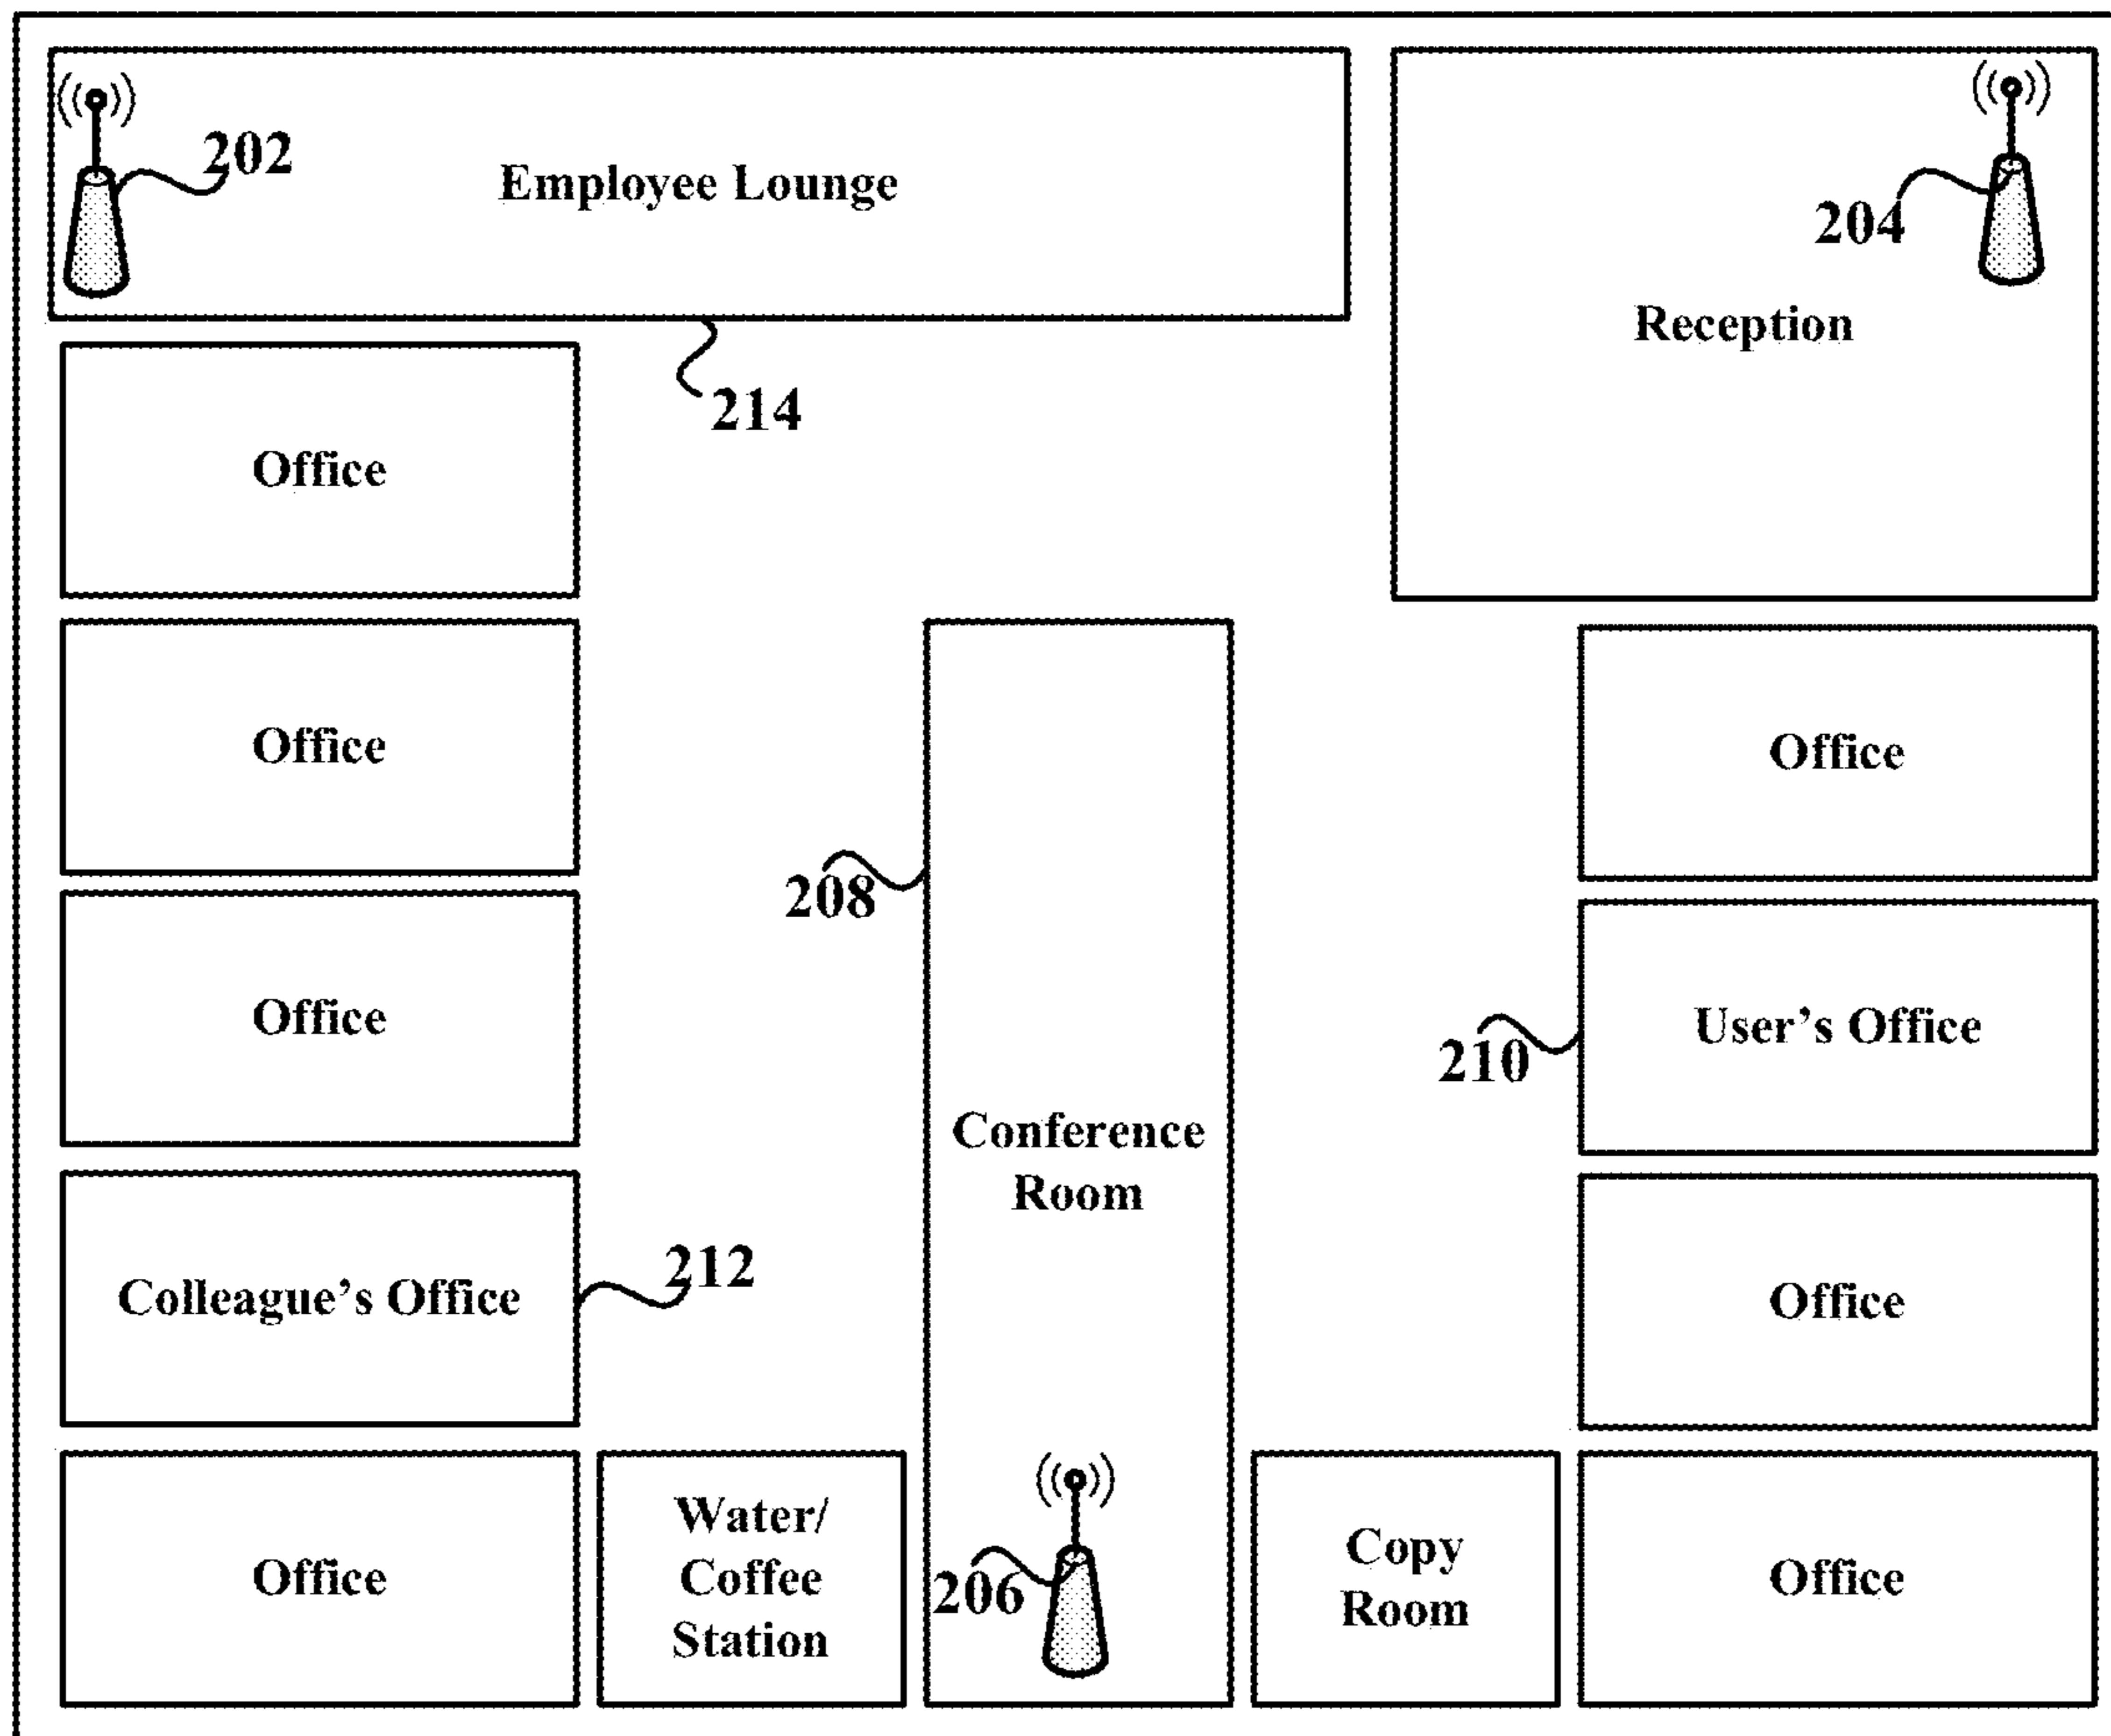 202
Employee Lounge
204
Reception
214
Office
Office
Office
208
Office
User's Office
210
Conference
Room
212
Colleague's Office
Office
Office
Water/
Coffee
Station
206
Copy
Room
Office